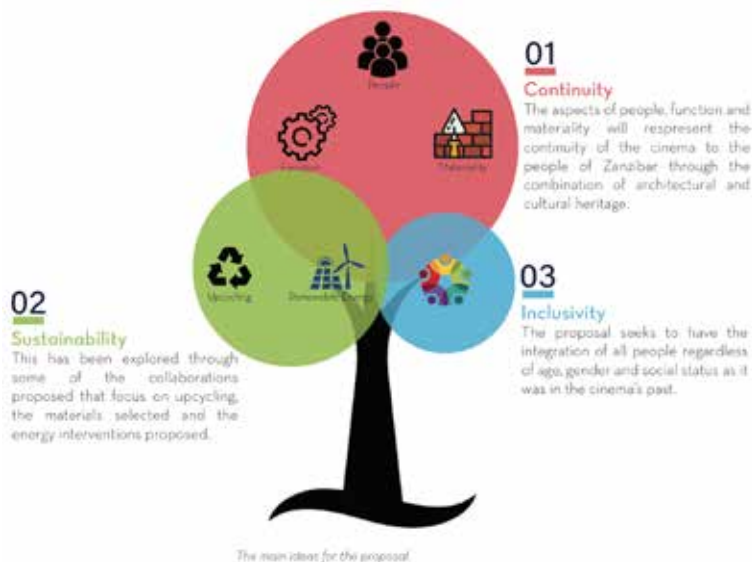 People
Function
Materiality
01
Continuity
The aspects of people, function and
materiality will respresent the
continuity of the cinema to the
people of Zanzibar through the
combination of architectural and
cultural heritage.
Upcycling
Renewable Energy
02
Sustainability
This has been explored through
some of the collaborations
proposed that focus on upcycling,
the materials selected and the
energy interventions proposed.
03
Inclusivity
The proposal seeks to have the
integration of all people regardless
of age, gender and social status as it
was in the cinema's past.
The main ideas for the proposal.